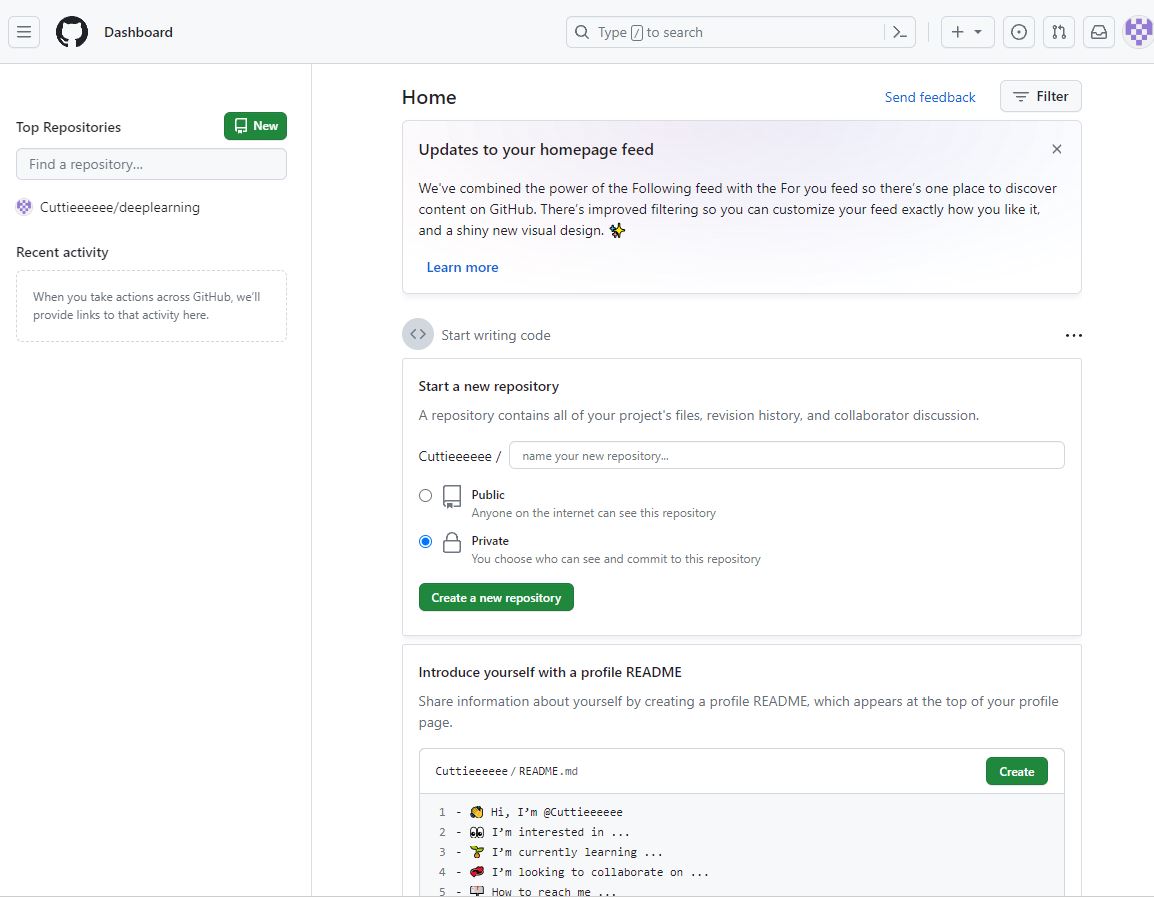 Dashboard
Type / to search
Top Repositories
New
Find a repository...
Cuttieeeeee/deeplearning
Recent activity
When you take actions across GitHub, we'll
provide links to that activity here.
Home
Send feedback
Filter
Updates to your homepage feed
We've combined the power of the Following feed with the For you feed so there's one place to discover
content on GitHub. There's improved filtering so you can customize your feed exactly how you like it,
and a shiny new visual design. ✨
Learn more
Start writing code
Start a new repository
A repository contains all of your project's files, revision history, and collaborator discussion.
Cuttieeeeee /
name your new repository...
Public
Anyone on the internet can see this repository
Private
You choose who can see and commit to this repository
Create a new repository
Introduce yourself with a profile README
Share information about yourself by creating a profile README, which appears at the top of your profile
page.
Cuttieeeeee / README.md
Create
1 - 👋 Hi, I'm @Cuttieeeeee
2 - 👀 I'm interested in ...
3 - 🌱 I'm currently learning ...
4 - 💞️ I'm looking to collaborate on ...
5 - 📫 How to reach me ...